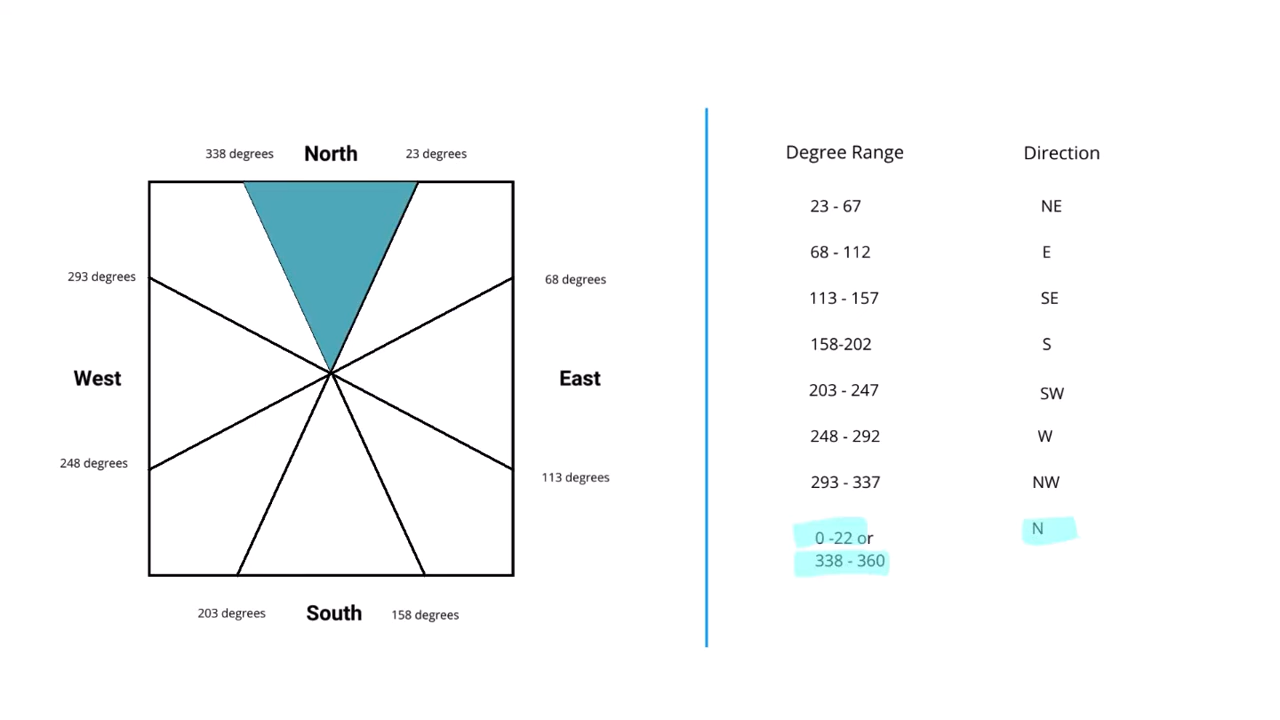 338 degrees North 23 degrees
293 degrees
68 degrees
West
East
248 degrees
113 degrees
203 degrees South 158 degrees
Degree Range Direction
23 - 67 NE
68 - 112 E
113 - 157 SE
158-202 S
203 - 247 SW
248 - 292 W
293 - 337 NW
0 -22 or N
338 - 360